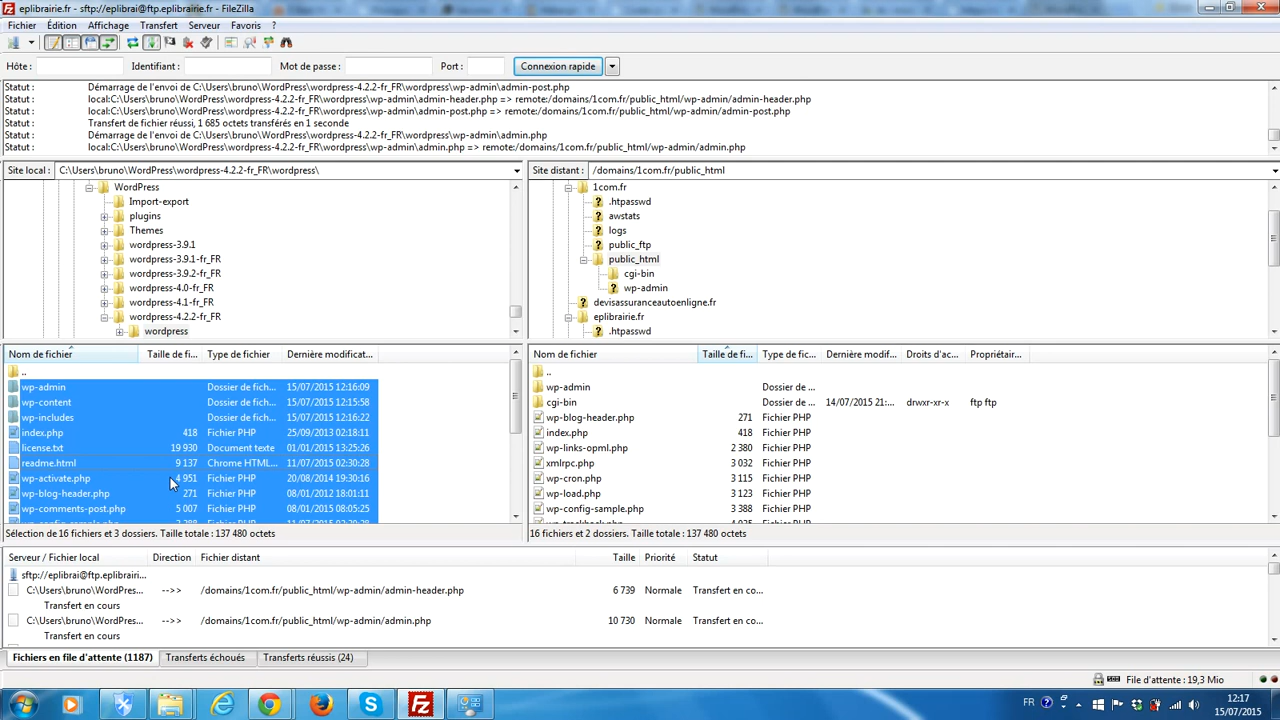 eplibrairie.fr - sftp://eplibrai@ftp.eplibrairie.fr - FileZilla
Fichier Édition Affichage Transfert Serveur Favoris ?
Hôte : Identifiant : Mot de passe : Port : Connexion rapide
Statut : Démarrage de l'envoi de C:\Users\bruno\WordPress\wordpress-4.2.2-fr_FR\wordpress\wp-admin\admin-post.php
Statut : local:C:\Users\bruno\WordPress\wordpress-4.2.2-fr_FR\wordpress\wp-admin\admin-header.php => remote:/domains/1com.fr/public_html/wp-admin/admin-header.php
Statut : local:C:\Users\bruno\WordPress\wordpress-4.2.2-fr_FR\wordpress\wp-admin\admin-post.php => remote:/domains/1com.fr/public_html/wp-admin/admin-post.php
Statut : Transfert de fichier réussi, 1 685 octets transférés en 1 seconde
Statut : Démarrage de l'envoi de C:\Users\bruno\WordPress\wordpress-4.2.2-fr_FR\wordpress\wp-admin\admin.php
Statut : local:C:\Users\bruno\WordPress\wordpress-4.2.2-fr_FR\wordpress\wp-admin\admin.php => remote:/domains/1com.fr/public_html/wp-admin/admin.php
Site local : C:\Users\bruno\WordPress\wordpress-4.2.2-fr_FR\wordpress\
WordPress
Import-export
plugins
Themes
wordpress-3.9.1
wordpress-3.9.1-fr_FR
wordpress-3.9.2-fr_FR
wordpress-4.0-fr_FR
wordpress-4.1-fr_FR
wordpress-4.2.2-fr_FR
wordpress
Site distant : /domains/1com.fr/public_html
1com.fr
.htpasswd
awstats
logs
public_ftp
public_html
cgi-bin
wp-admin
devisassuranceautoenligne.fr
eplibrairie.fr
.htpasswd
Nom de fichier Taille de fi... Type de fichier Dernière modificat...
..
wp-admin Dossier de fich... 15/07/2015 12:16:09
wp-content Dossier de fich... 15/07/2015 12:15:58
wp-includes Dossier de fich... 15/07/2015 12:16:22
index.php 418 Fichier PHP 25/09/2013 02:18:11
license.txt 19 930 Document texte 01/01/2015 13:25:26
readme.html 9 137 Chrome HTML... 11/07/2015 02:30:28
wp-activate.php 4 951 Fichier PHP 20/08/2014 19:30:16
wp-blog-header.php 271 Fichier PHP 08/01/2012 18:01:11
wp-comments-post.php 5 007 Fichier PHP 08/01/2015 08:05:25
wp-config-sample.php 3 388 Fichier PHP 11/07/2015 02:30:28
Sélection de 16 fichiers et 3 dossiers. Taille totale : 137 480 octets
Nom de fichier Taille de fi... Type de fic... Dernière modif... Droits d'ac... Propriétair...
..
wp-admin Dossier de ...
cgi-bin Dossier de ... 14/07/2015 21:... drwxr-xr-x ftp ftp
wp-blog-header.php 271 Fichier PHP
index.php 418 Fichier PHP
wp-links-opml.php 2 380 Fichier PHP
xmlrpc.php 3 032 Fichier PHP
wp-cron.php 3 115 Fichier PHP
wp-load.php 3 123 Fichier PHP
wp-config-sample.php 3 388 Fichier PHP
wp-trackback.php 4 035 Fichier PHP
16 fichiers et 2 dossiers. Taille totale : 137 480 octets
Serveur / Fichier local Direction Fichier distant Taille Priorité Statut
sftp://eplibrai@ftp.eplibrairi...
C:\Users\bruno\WordPres... -->> /domains/1com.fr/public_html/wp-admin/admin-header.php 6 739 Normale Transfert en co...
Transfert en cours
C:\Users\bruno\WordPres... -->> /domains/1com.fr/public_html/wp-admin/admin.php 10 730 Normale Transfert en co...
Transfert en cours
Fichiers en file d'attente (1187) Transferts échoués Transferts réussis (24)
File d'attente : 19,3 Mio
FR 12:17
15/07/2015